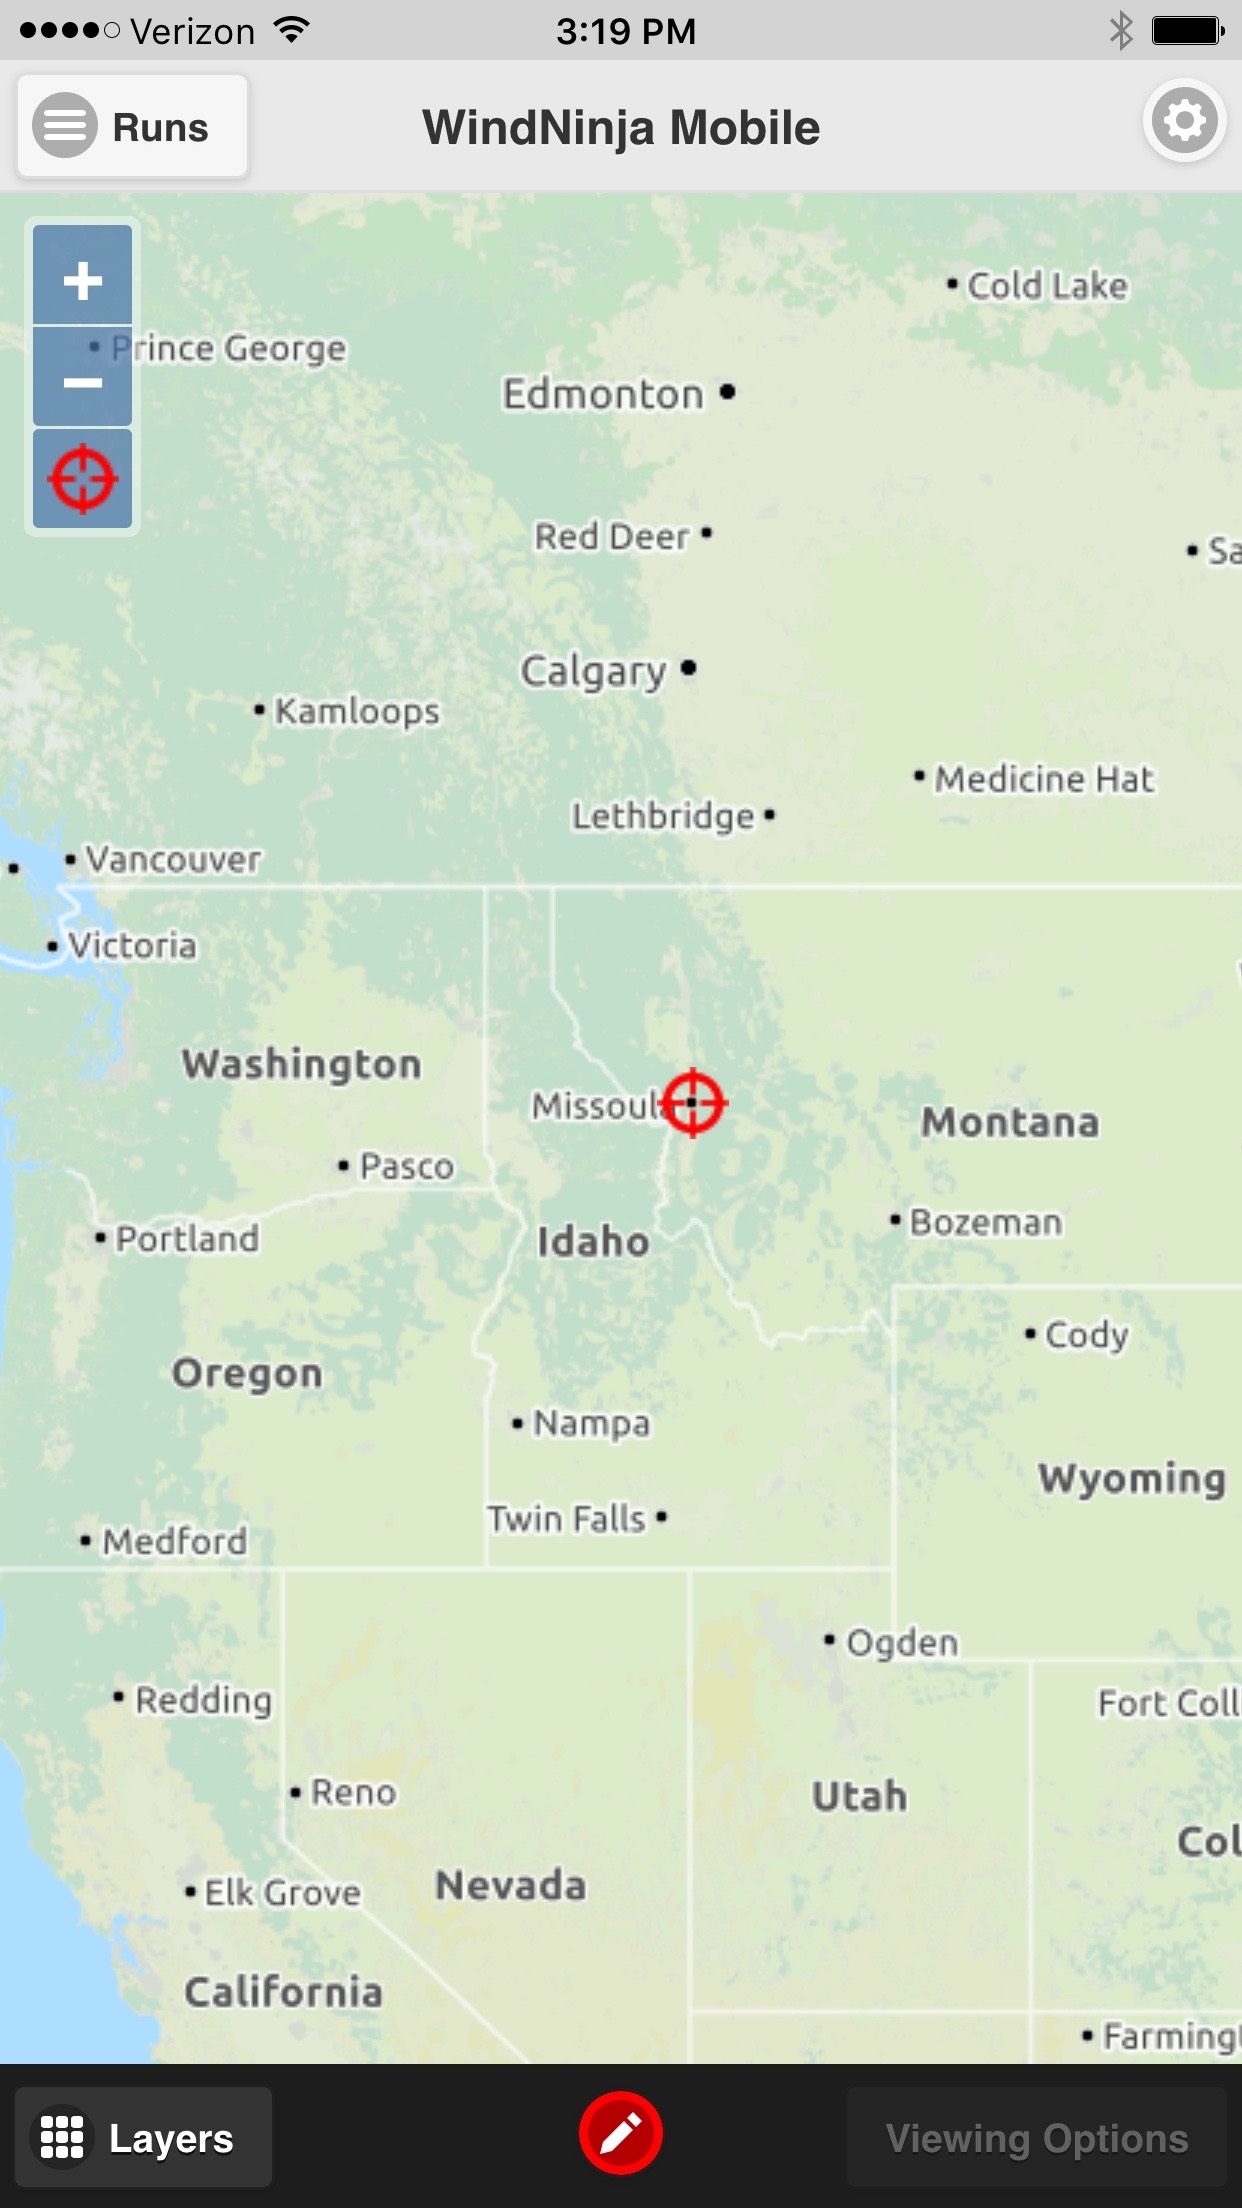 Verizon
3:19 PM
Runs
WindNinja Mobile
Cold Lake
Prince George
Edmonton
Red Deer
Sa
Calgary
Kamloops
Medicine Hat
Lethbridge
Vancouver
Victoria
Washington
Missoula
Montana
Pasco
Bozeman
Portland
Idaho
Cody
Oregon
Nampa
Wyoming
Twin Falls
Medford
Ogden
Redding
Fort Coll
Reno
Utah
Col
Nevada
Elk Grove
California
Farmingt
Layers
Viewing Options